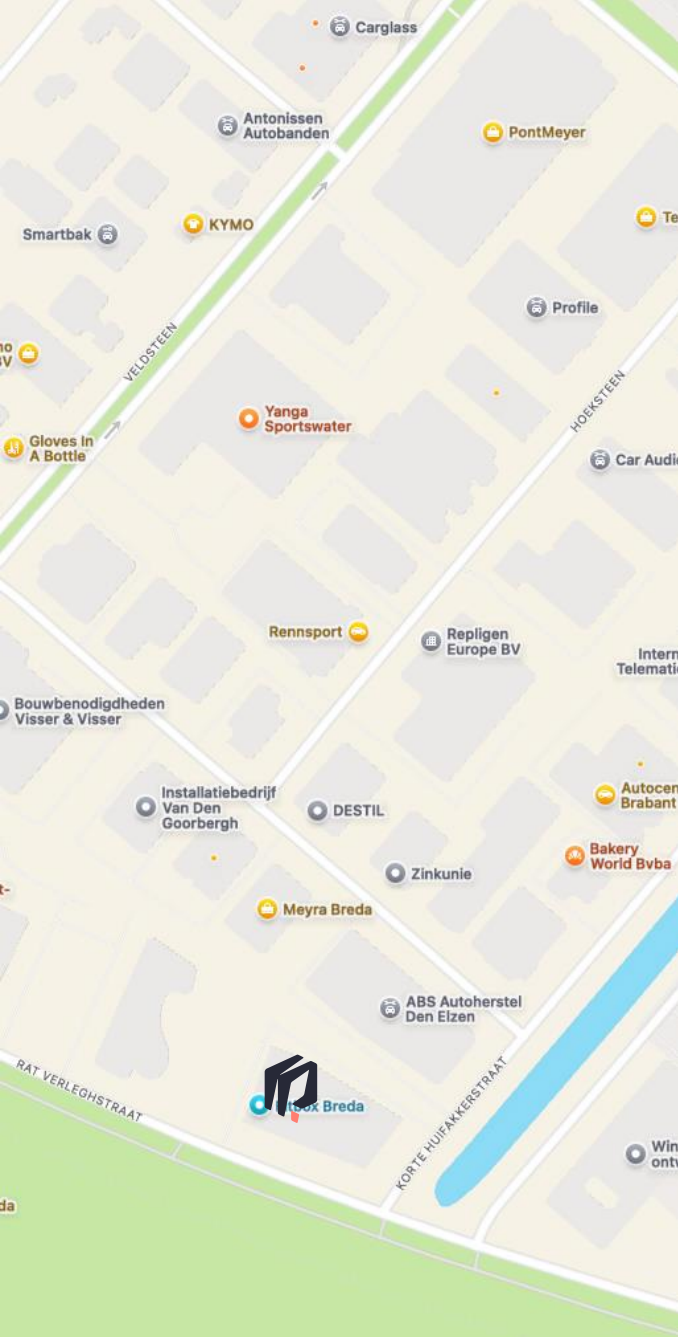 Carglass
Antonissen
Autobanden
PontMeyer
KYMO
Smartbak
Profile
VELDSTEEN
HOEKSTEEN
Yanga
Sportswater
Gloves In
A Bottle
Car Audi
Rennsport
Repligen
Europe BV
Bouwbenodigdheden
Visser & Visser
Installatiebedrijf
Van Den
Goorbergh
DESTIL
Autocen
Brabant
Bakery
World Bvba
Zinkunie
Meyra Breda
ABS Autoherstel
Den Elzen
RAT VERLEGHSTRAAT
KORTE HUIFAKKERSTRAAT
Breda